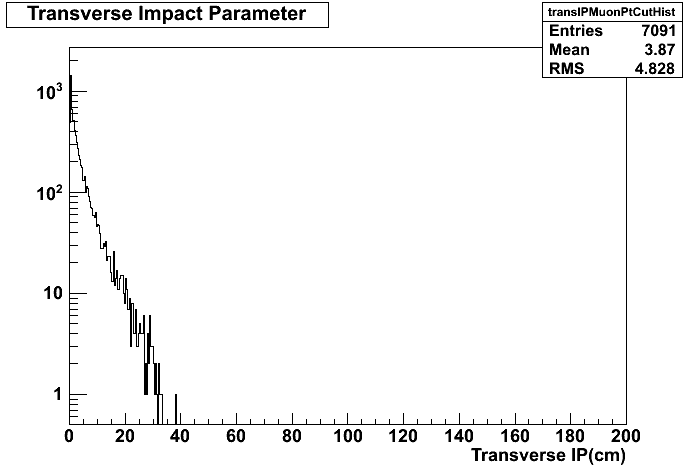 Transverse Impact Parameter
transIPMuonPtCutHist
Entries 7091
Mean 3.87
RMS 4.828
10³
10²
10
1
0 20 40 60 80 100 120 140 160 180 200
Transverse IP(cm)